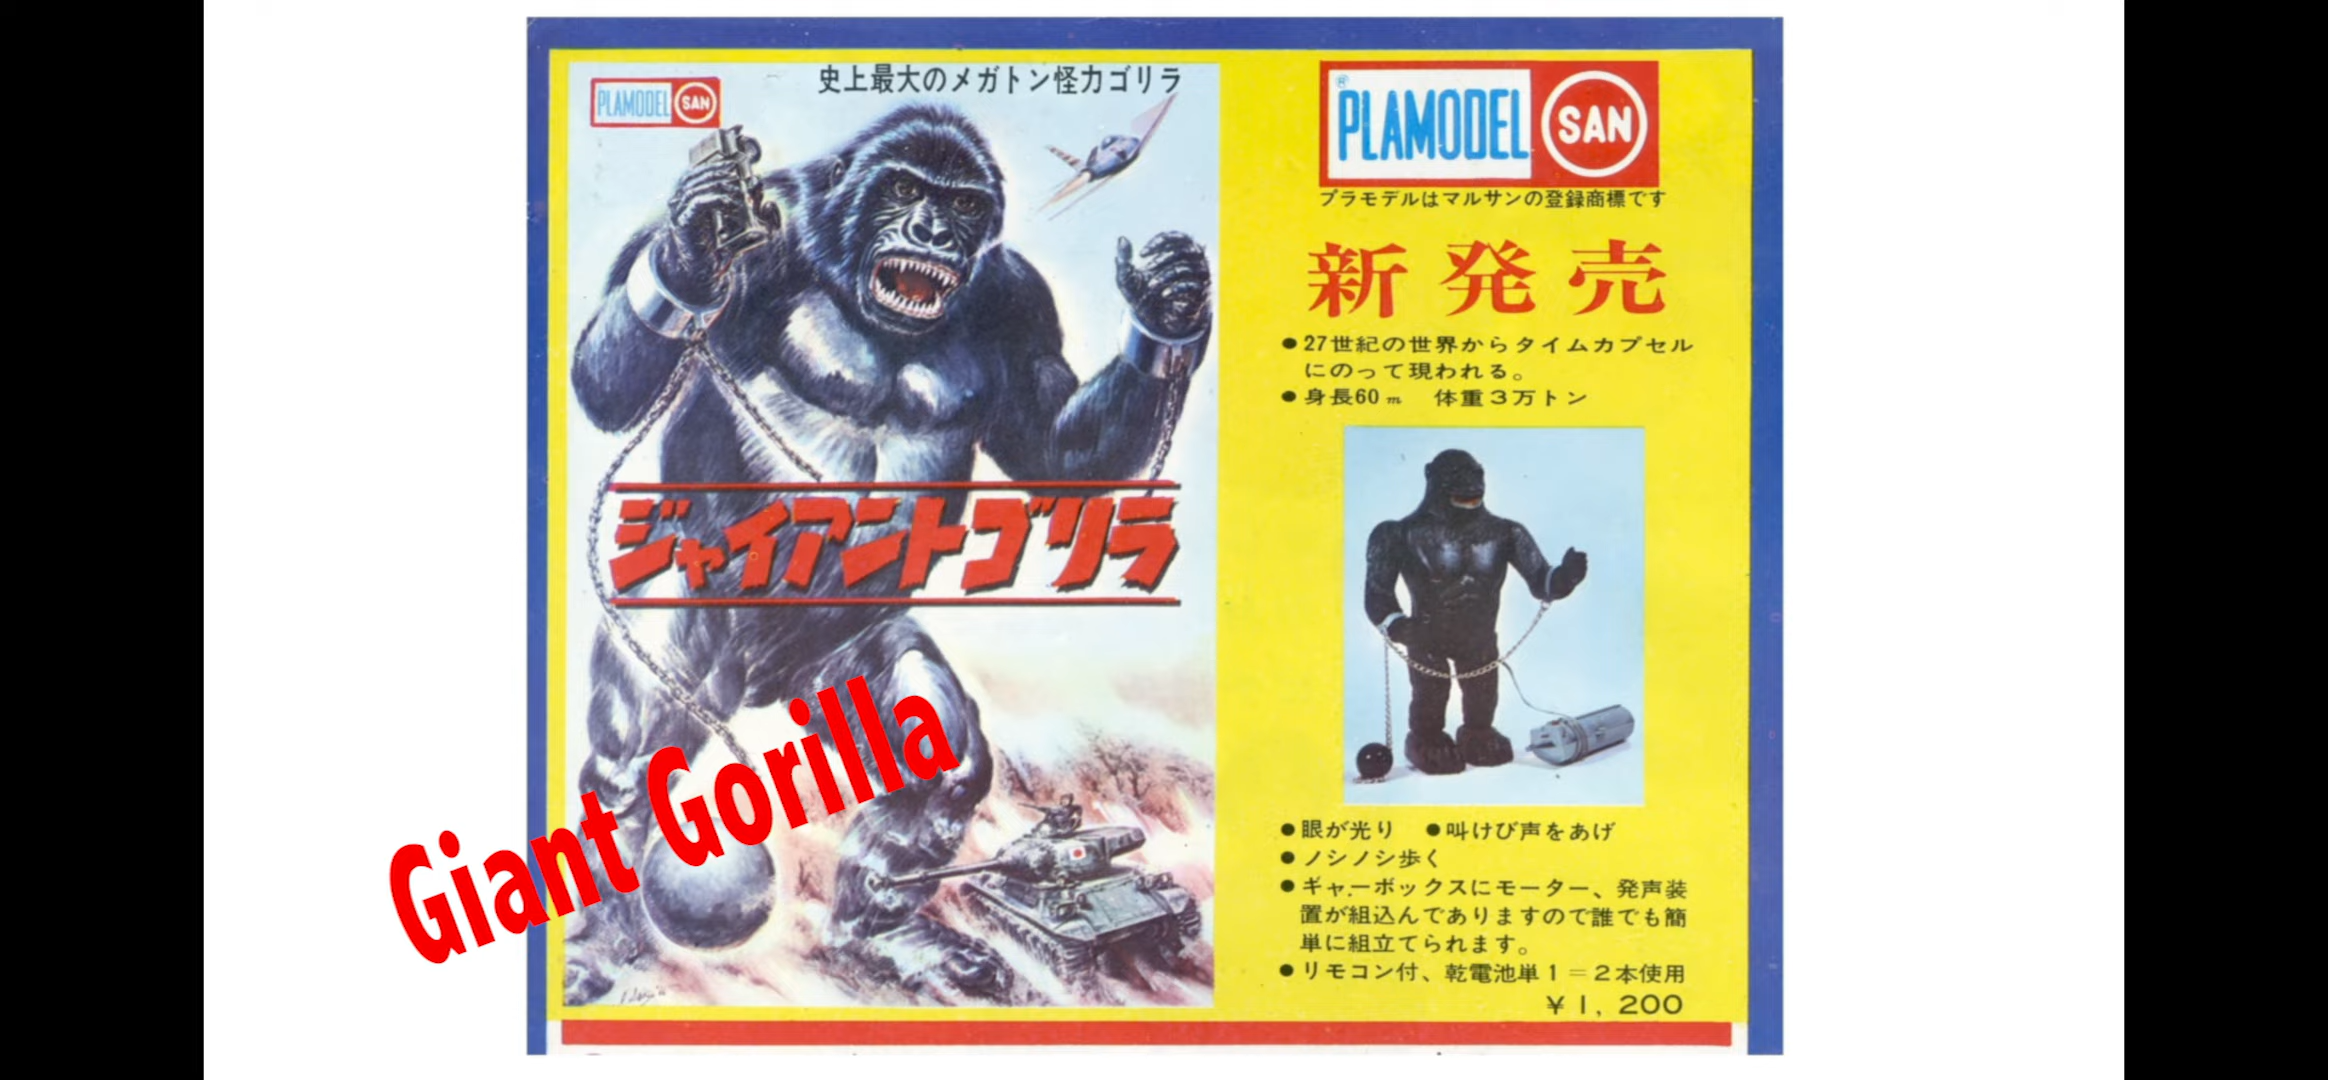 史上最大のメガトン怪力ゴリラ
PLAMODEL SAN
ジャイアントゴリラ
Giant Gorilla
® PLAMODEL SAN
プラモデルはマルサンの登録商標です
新発売
●27世紀の世界からタイムカプセル
にのって現われる。
●身長60m 体重3万トン
●眼が光り ●叫けび声をあげ
●ノシノシ歩く
●ギャーボックスにモーター、発声装
置が組込んでありますので誰でも簡
単に組立てられます。
●リモコン付、乾電池単1=2本使用
¥1,200